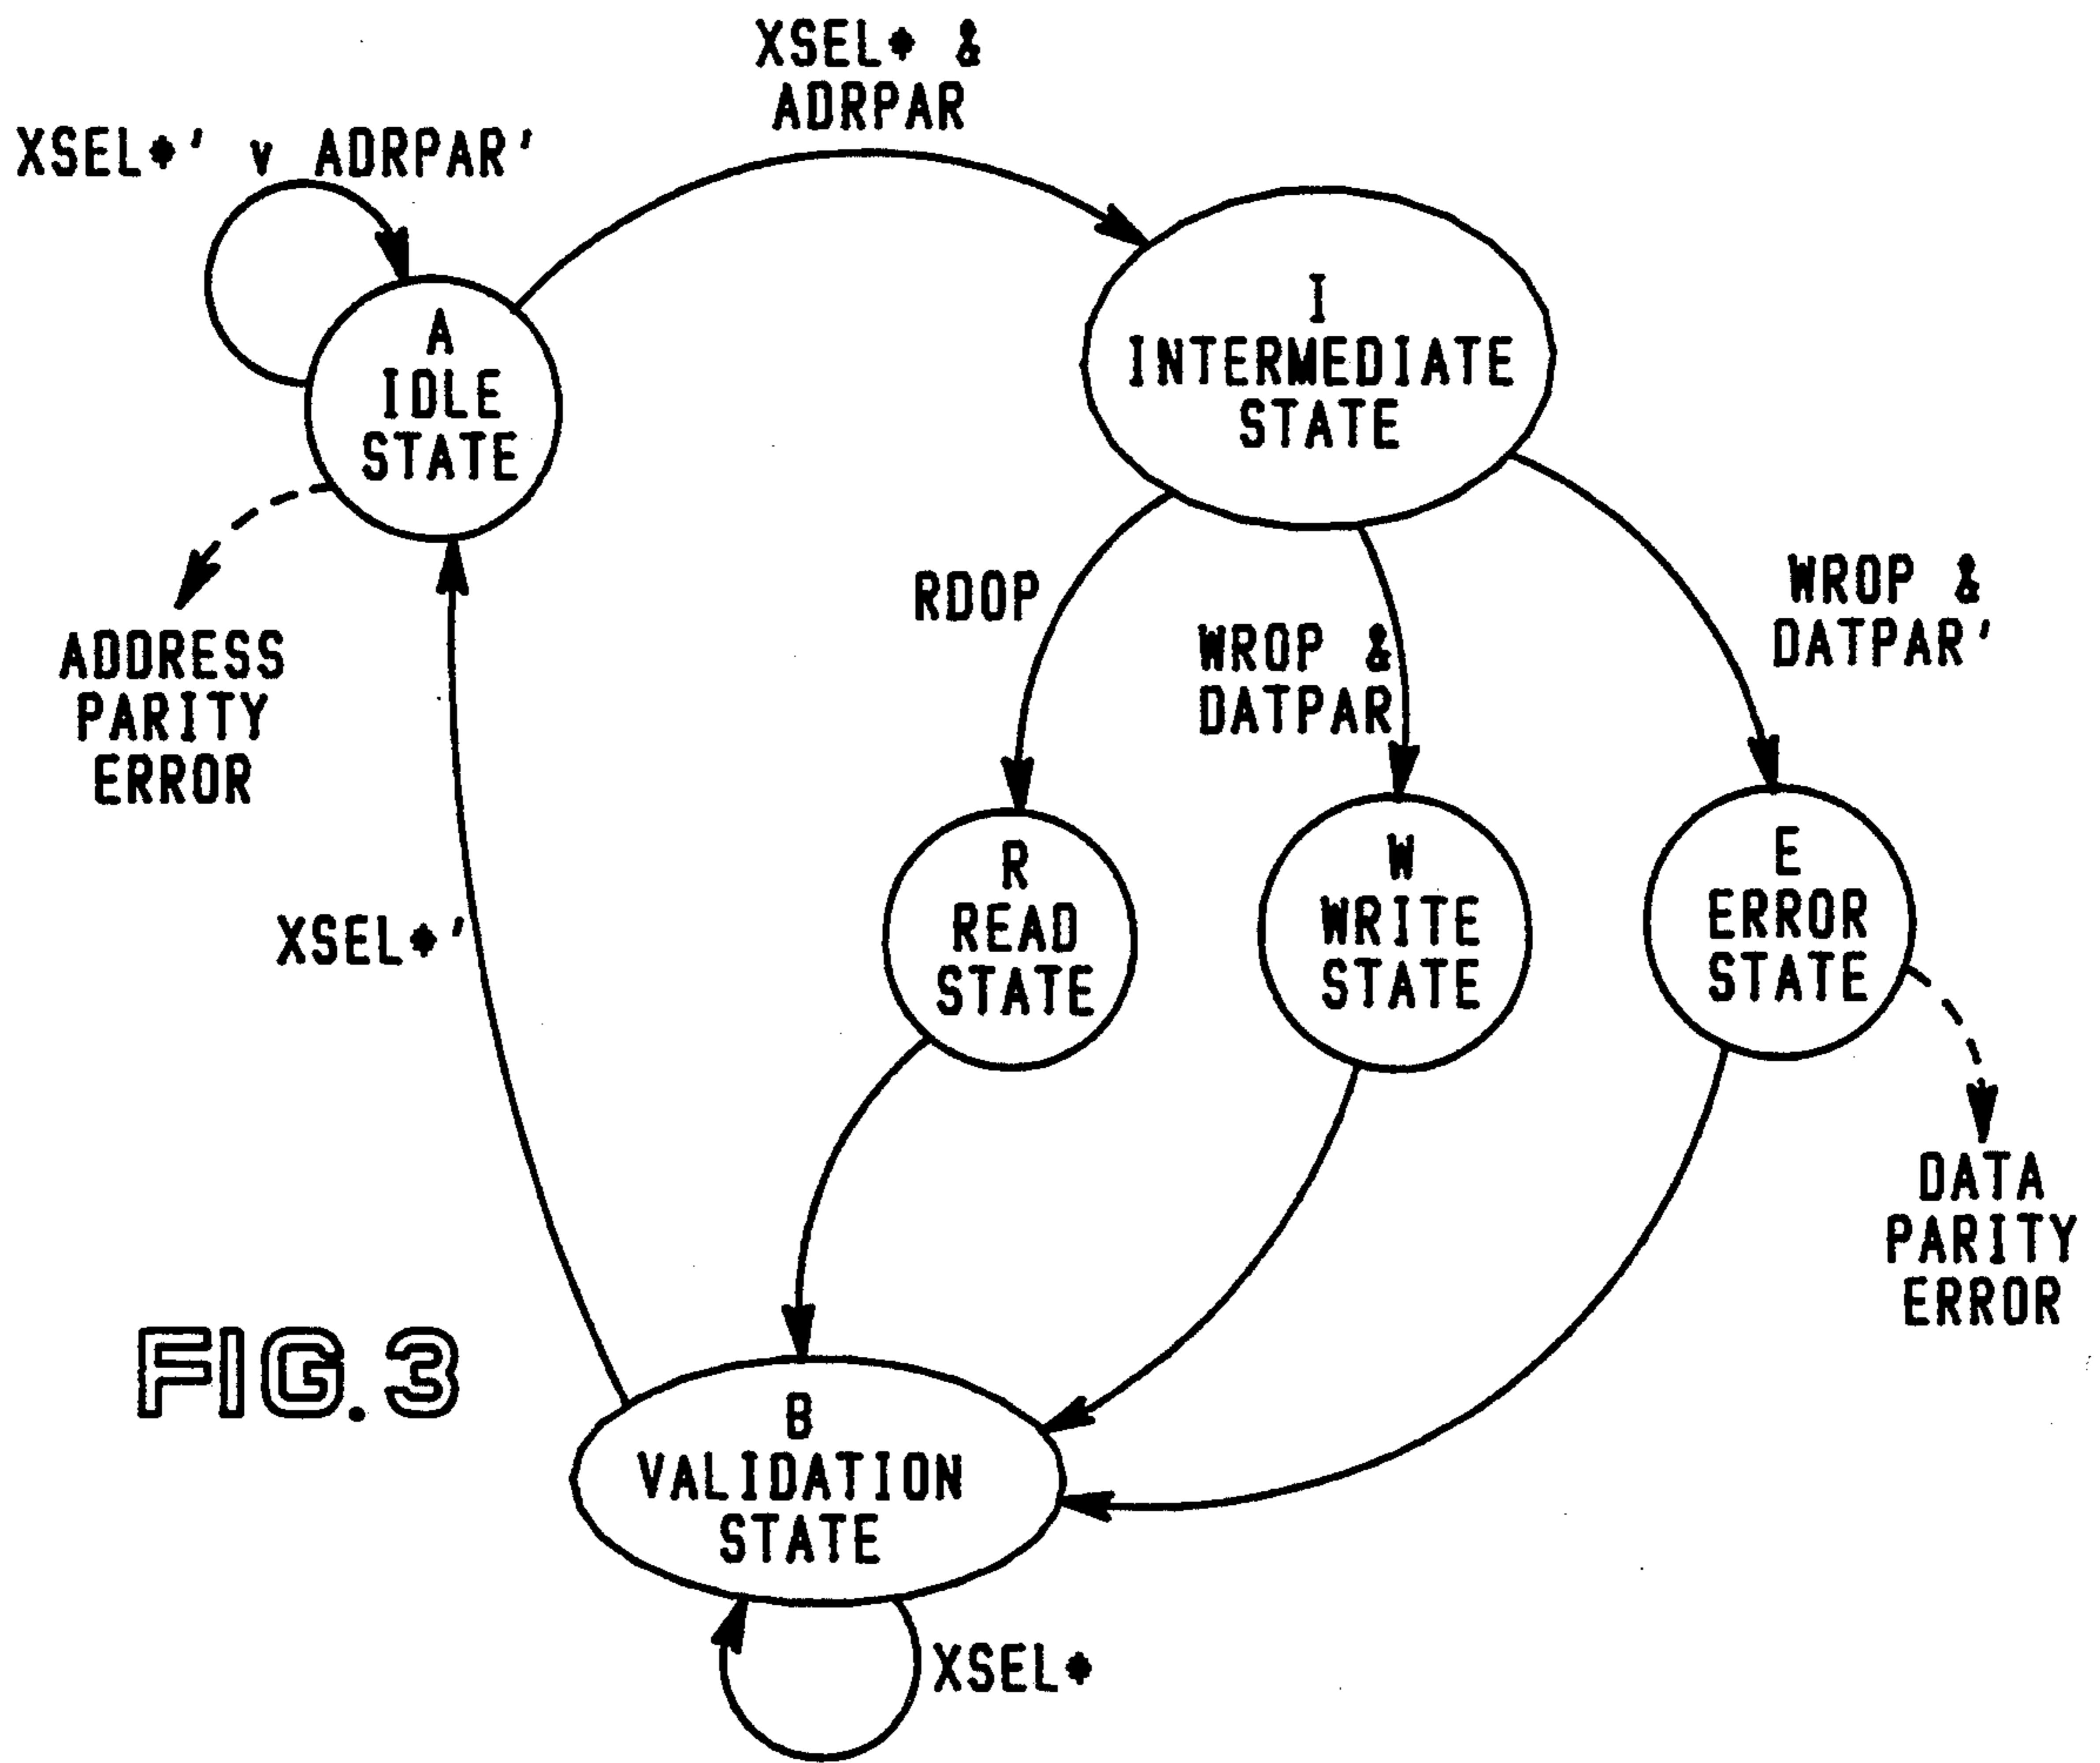 XSEL* &
ADRPAR
XSEL*' v ADRPAR'
A
IDLE
STATE
I
INTERMEDIATE
STATE
ADDRESS
PARITY
ERROR
RDOP
WROP &
DATPAR
WROP &
DATPAR'
R
READ
STATE
W
WRITE
STATE
E
ERROR
STATE
XSEL*'
DATA
PARITY
ERROR
FIG.3
B
VALIDATION
STATE
XSEL*